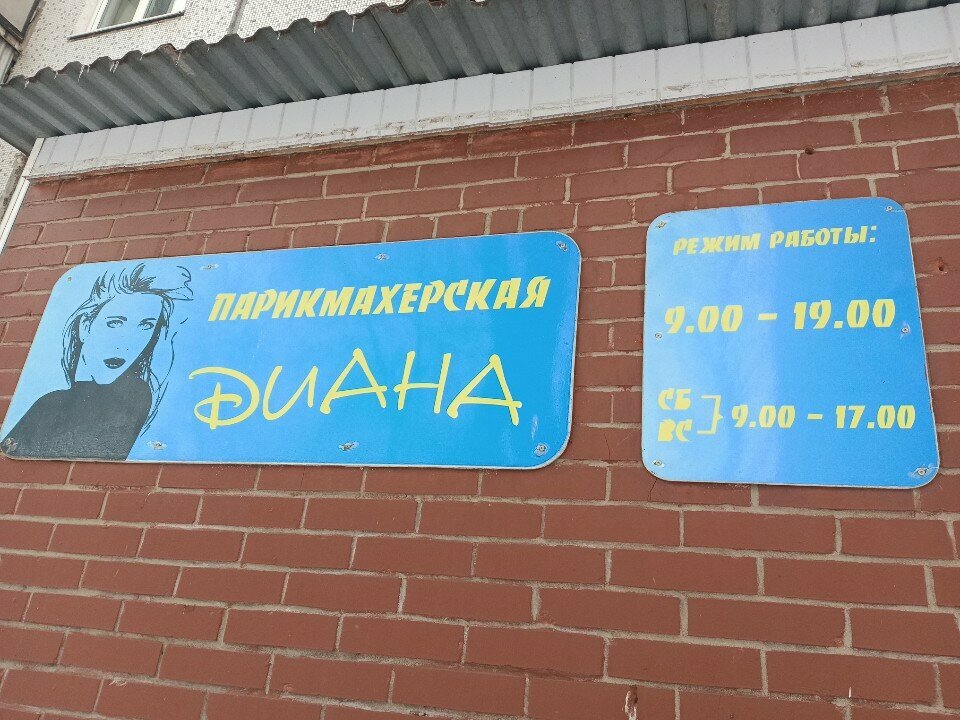 ПАРИКМАХЕРСКАЯ
ДИАНА
РЕЖИМ РАБОТЫ:
9.00 - 19.00
СБ
ВС } 9.00 - 17.00